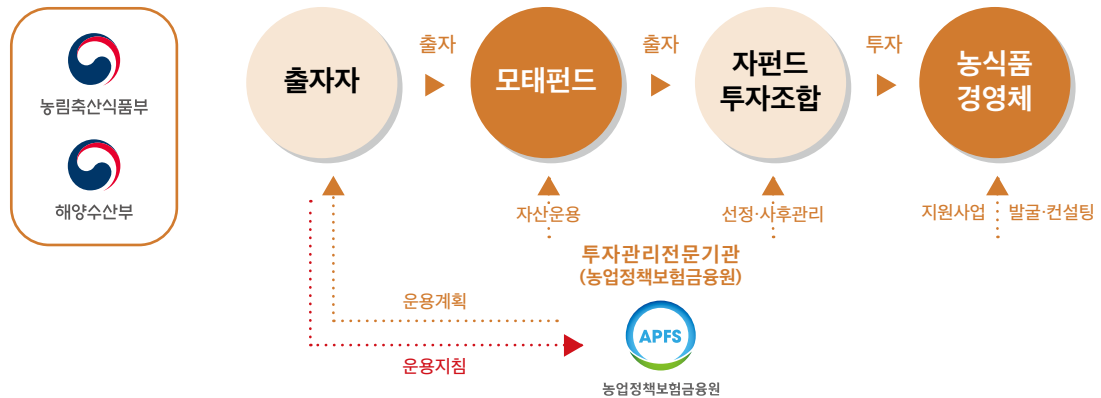 농림축산식품부
해양수산부
출자자
출자
모태펀드
출자
자펀드
투자조합
투자
농식품
경영체
자산운용
선정·사후관리
지원사업
발굴·컨설팅
투자관리전문기관
(농업정책보험금융원)
운용계획
운용지침
APFS
농업정책보험금융원